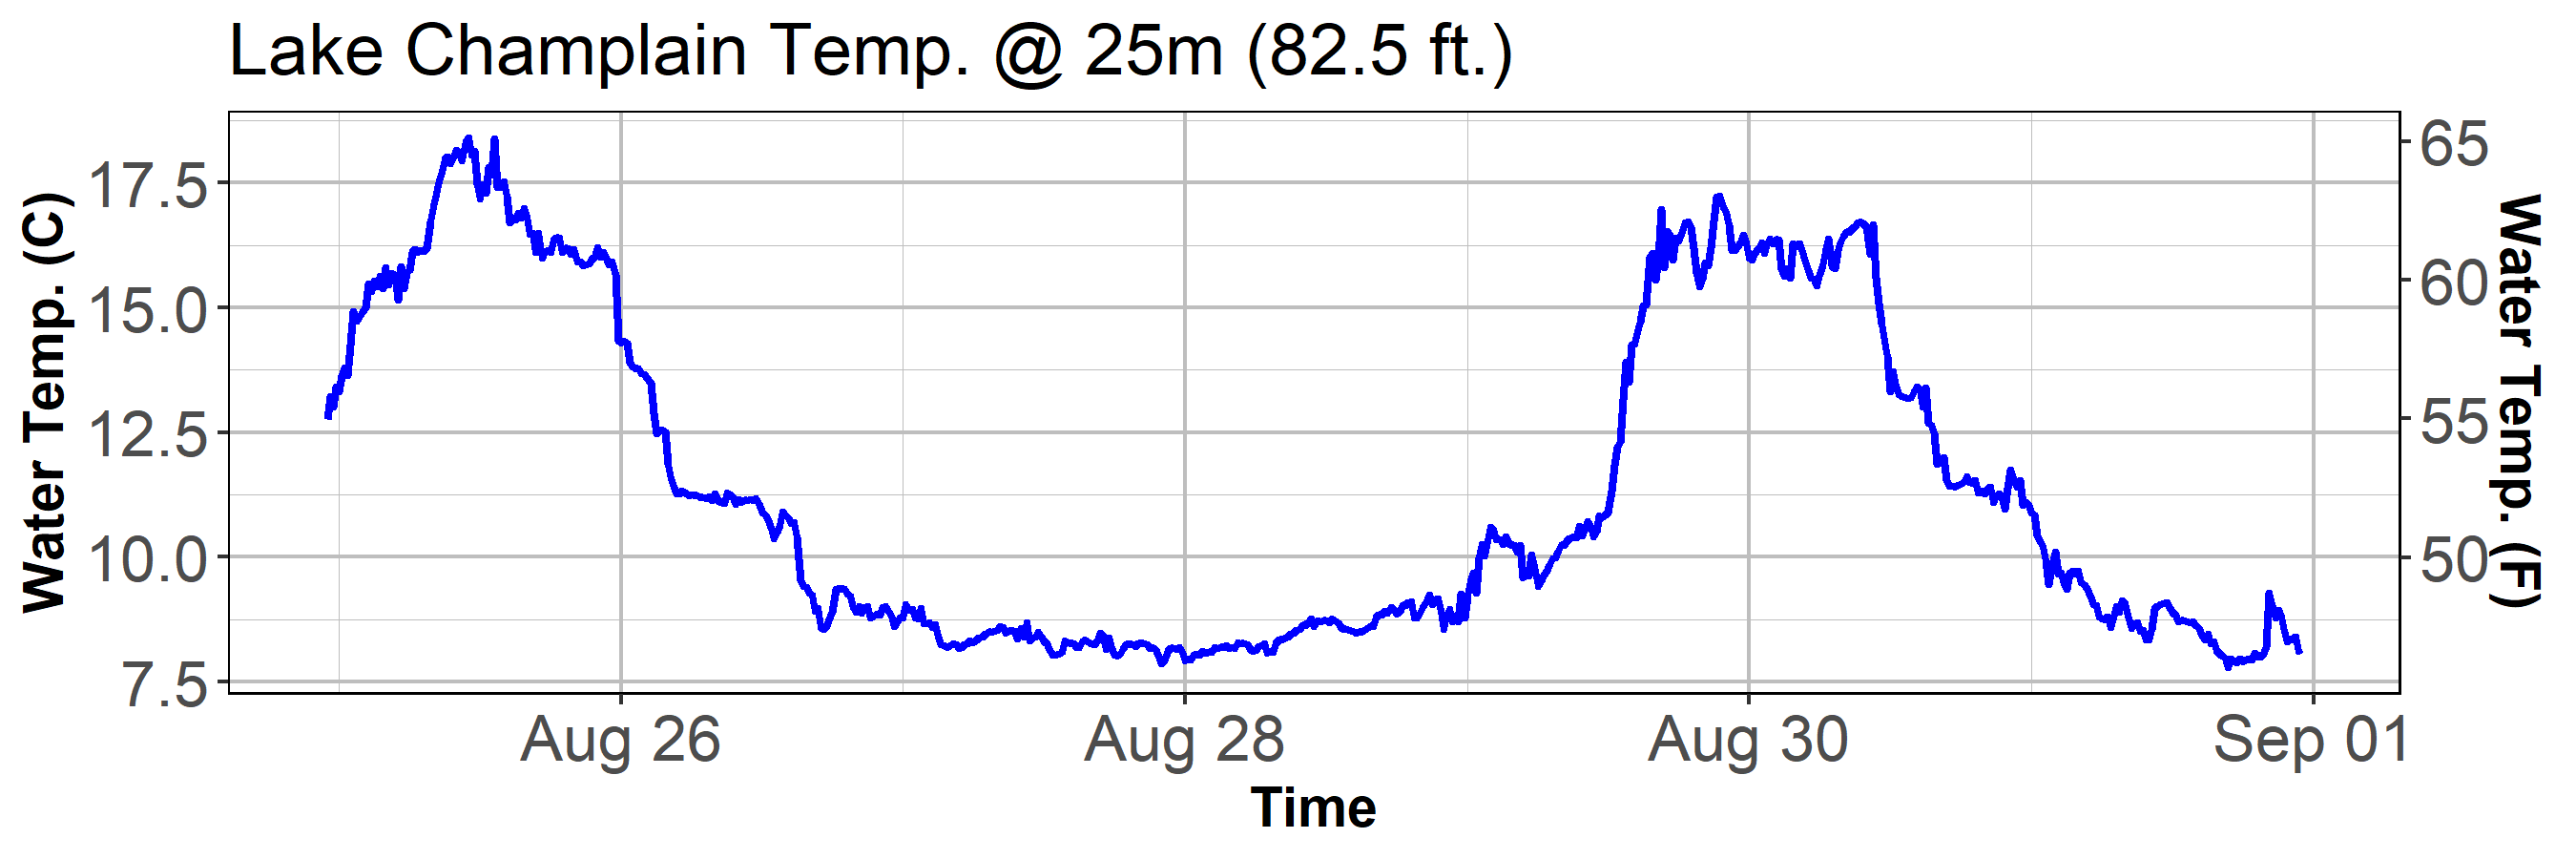 Lake Champlain Temp. @ 25m (82.5 ft.)
Water Temp. (C)
17.5
15.0
12.5
10.0
7.5
65
60
55
50
Water Temp. (F)
Aug 26
Aug 28
Aug 30
Sep 01
Time